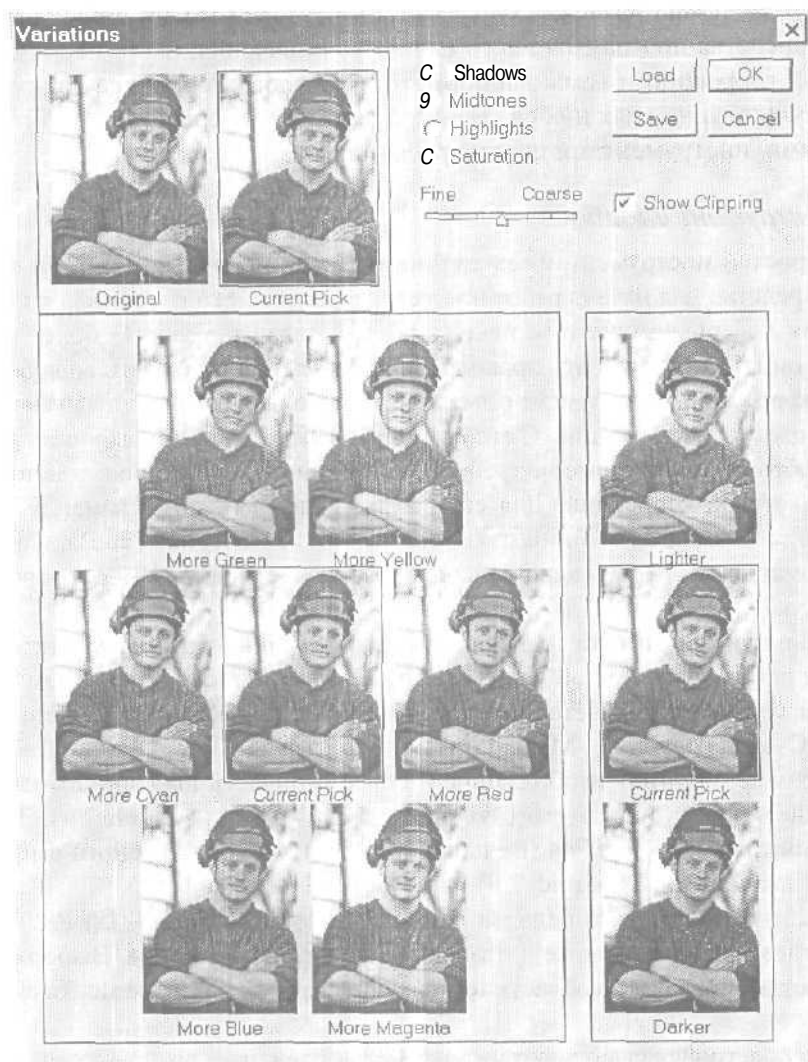 Variations
C Shadows
9 Midtones
Highlights
C Saturation
Load
OK
Save
Cancel
Fine
Coarse
Show Clipping
Original
Current Pick
More Green
More Yellow
Lighter
More Cyan
Current Pick
More Red
Current Pick
More Blue
More Magenta
Darker